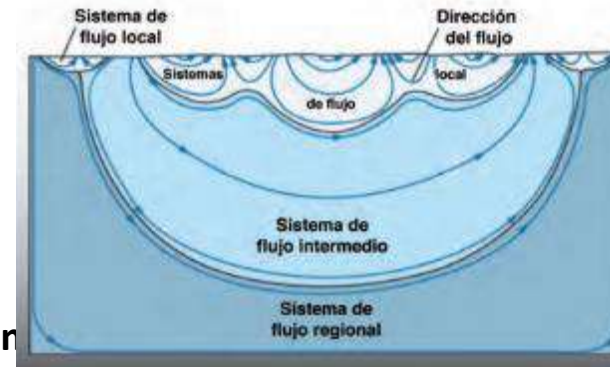 Sistema de
flujo local
Dirección
del flujo
Sistemas
de flujo
local
Sistema de
flujo intermedio
Sistema de
flujo regional